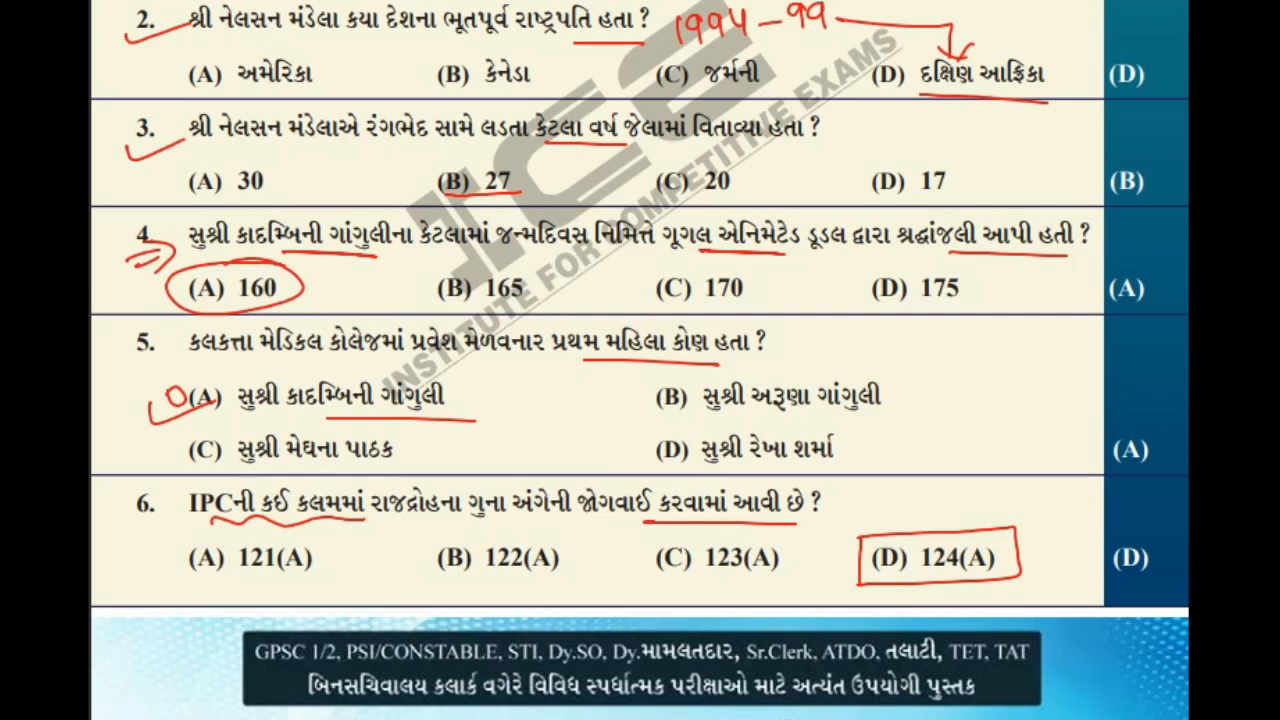 2. શ્રી નેલસન મંડેલા કયા દેશના ભૂતપૂર્વ રાષ્ટ્રપતિ હતા ? 1994 – 99
(A) અમેરિકા (B) કેનેડા (C) જર્મની (D) દક્ષિણ આફ્રિકા (D)
3. શ્રી નેલસન મંડેલાએ રંગભેદ સામે લડતા કેટલા વર્ષ જેલમાં વિતાવ્યા હતા ?
(A) 30 (B) 27 (C) 20 (D) 17 (B)
4. સુશ્રી કાદમ્બિની ગાંગુલીના કેટલામાં જન્મદિવસ નિમિત્તે ગૂગલ એનિમેટેડ ડૂડલ દ્વારા શ્રદ્ધાંજલી આપી હતી ?
(A) 160 (B) 165 (C) 170 (D) 175 (A)
5. કલકત્તા મેડિકલ કોલેજમાં પ્રવેશ મેળવનાર પ્રથમ મહિલા કોણ હતા ?
(A) સુશ્રી કાદમ્બિની ગાંગુલી (B) સુશ્રી અરૂણા ગાંગુલી
(C) સુશ્રી મેઘના પાઠક (D) સુશ્રી રેખા શર્મા (A)
6. IPCની કઈ કલમમાં રાજદ્રોહના ગુના અંગેની જોગવાઈ કરવામાં આવી છે ?
(A) 121(A) (B) 122(A) (C) 123(A) (D) 124(A) (D)
ICE
INSTITUTE FOR COMPETITIVE EXAMS
GPSC 1/2, PSI/CONSTABLE, STI, Dy.SO, Dy.મામલતદાર, Sr.Clerk, ATDO, તલાટી, TET, TAT
બિનસચિવાલય કલાર્ક વગેરે વિવિધ સ્પર્ધાત્મક પરીક્ષાઓ માટે અત્યંત ઉપયોગી પુસ્તક